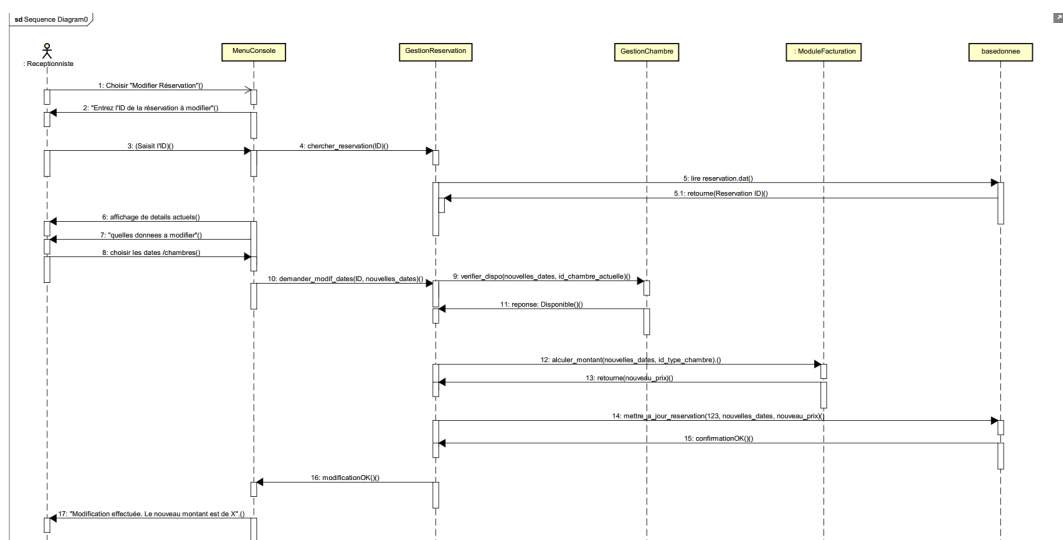 sd Sequence Diagram0
: Receptionniste
MenuConsole
GestionReservation
GestionChambre
: ModuleFacturation
basedonnee
1: Choisir "Modifier Réservation"()
2: "Entrez l'ID de la réservation à modifier"()
3: (Saisit l'ID)()
4: chercher_reservation(ID)()
5: lire reservation.dat()
5.1: retourne(Reservation ID)()
6: affichage de details actuels()
7: "quelles donnees a modifier"()
8: choisir les dates /chambres()
9: verifier_dispo(nouvelles_dates, id_chambre_actuelle)()
10: demander_modif_dates(ID, nouvelles_dates)()
11: reponse: Disponible()()
12: alculer_montant(nouvelles_dates, id_type_chambre).()
13: retourne(nouveau_prix)()
14: mettre_a_jour_reservation(123, nouvelles_dates, nouveau_prix)()
15: confirmationOK()()
16: modificationOK()()
17: "Modification effectuée. Le nouveau montant est de X".()